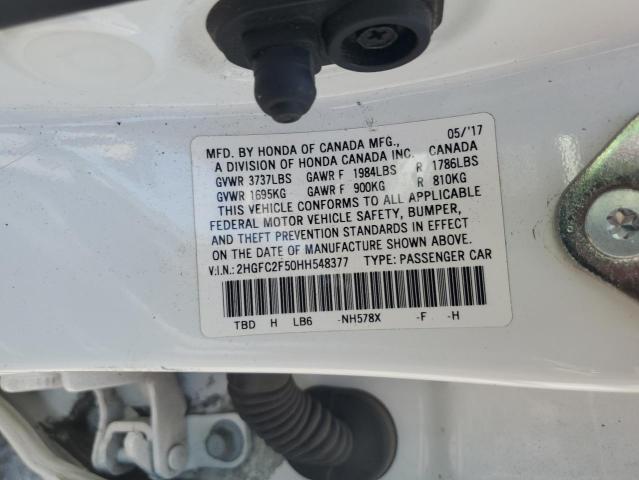 05/'17
MFD. BY HONDA OF CANADA MFG.,
A DIVISION OF HONDA CANADA INC. CANADA
GVWR 3737LBS GAWR F 1984LBS R 1786LBS
GVWR 1695KG GAWR F 900KG R 810KG
THIS VEHICLE CONFORMS TO ALL APPLICABLE
FEDERAL MOTOR VEHICLE SAFETY, BUMPER,
AND THEFT PREVENTION STANDARDS IN EFFECT
ON THE DATE OF MANUFACTURE SHOWN ABOVE.
V.I.N.: 2HGFC2F50HH548377 TYPE: PASSENGER CAR
TBD H LB6 -NH578X -F -H